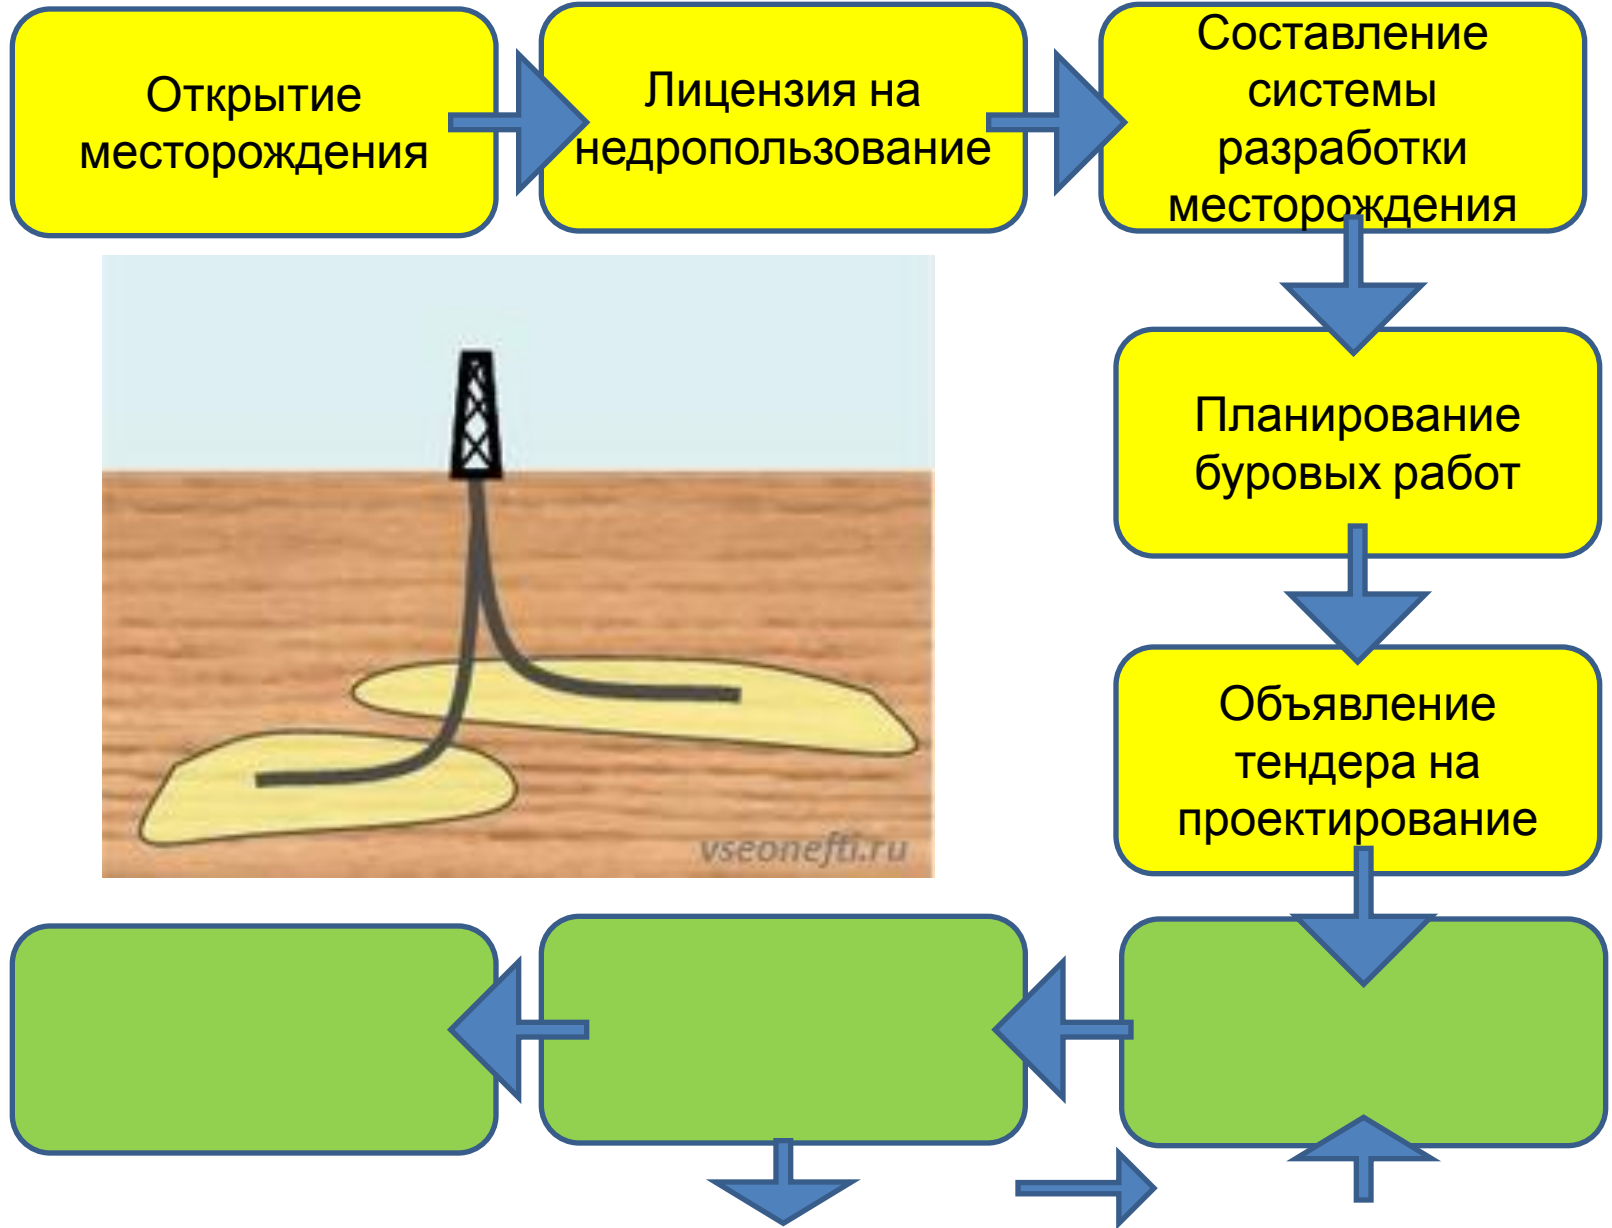 Открытие
месторождения
Лицензия на
недропользование
Составление
системы
разработки
месторождения
Планирование
буровых работ
Объявление
тендера на
проектирование
vseonefti.ru